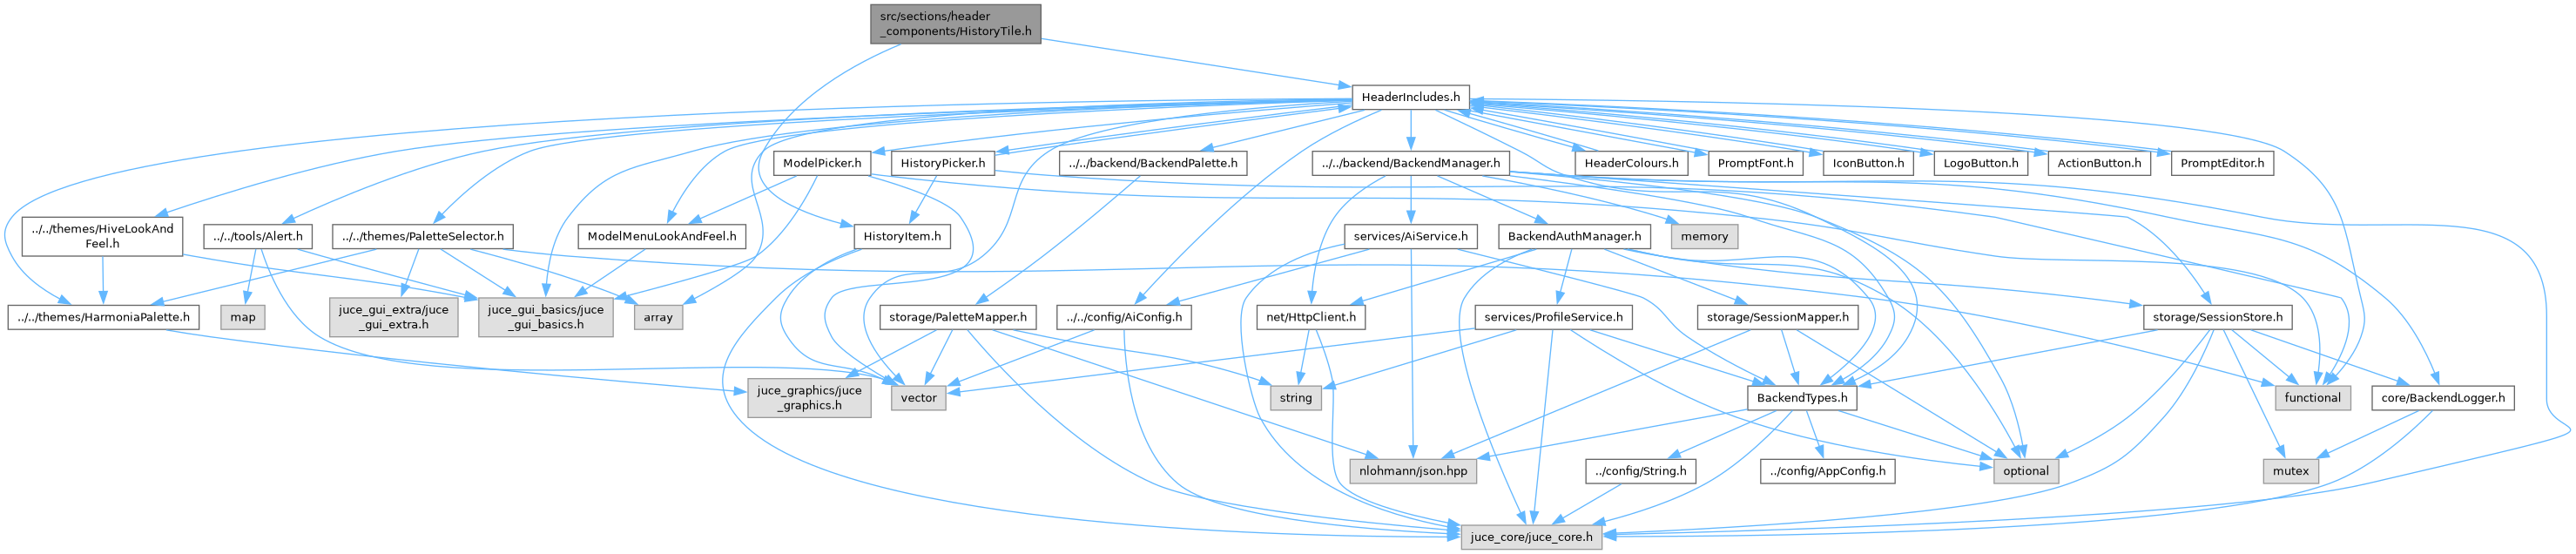 src/sections/header
_components/HistoryTile.h
HeaderIncludes.h
ModelPicker.h
HistoryPicker.h
../../backend/BackendPalette.h
../../backend/BackendManager.h
HeaderColours.h
PromptFont.h
IconButton.h
LogoButton.h
ActionButton.h
PromptEditor.h
../../themes/HiveLookAnd
Feel.h
../../tools/Alert.h
../../themes/PaletteSelector.h
ModelMenuLookAndFeel.h
HistoryItem.h
services/AiService.h
BackendAuthManager.h
memory
../../themes/HarmoniaPalette.h
map
juce_gui_extra/juce
_gui_extra.h
juce_gui_basics/juce
_gui_basics.h
array
storage/PaletteMapper.h
../../config/AiConfig.h
net/HttpClient.h
services/ProfileService.h
storage/SessionMapper.h
storage/SessionStore.h
juce_graphics/juce
_graphics.h
vector
string
BackendTypes.h
functional
core/BackendLogger.h
nlohmann/json.hpp
../config/String.h
../config/AppConfig.h
optional
mutex
juce_core/juce_core.h